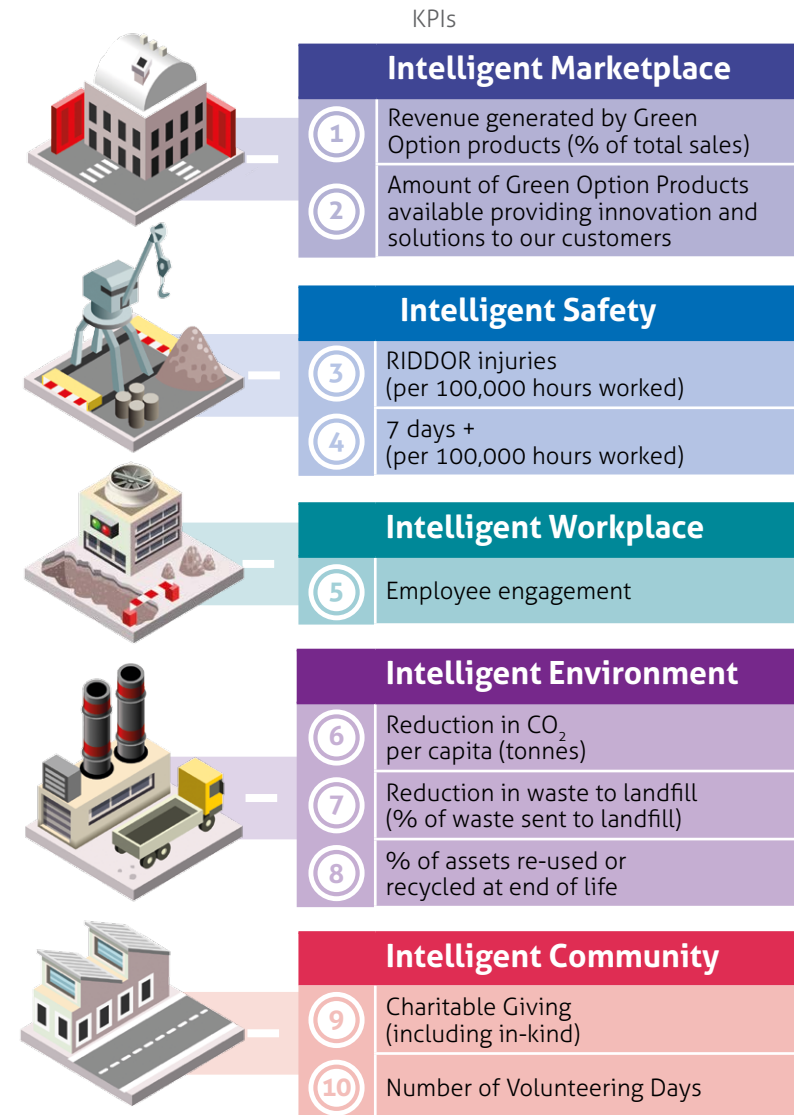 KPIs
Intelligent Marketplace
1
Revenue generated by Green
Option products (% of total sales)
2
Amount of Green Option Products
available providing innovation and
solutions to our customers
Intelligent Safety
3
RIDDOR injuries
(per 100,000 hours worked)
4
7 days +
(per 100,000 hours worked)
Intelligent Workplace
5
Employee engagement
Intelligent Environment
6
Reduction in CO₂
per capita (tonnes)
7
Reduction in waste to landfill
(% of waste sent to landfill)
8
% of assets re-used or
recycled at end of life
Intelligent Community
9
Charitable Giving
(including in-kind)
10
Number of Volunteering Days